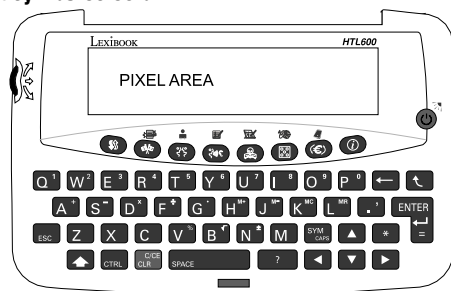 LEXIBOOK HTL600
PIXEL AREA
Q 1 W 2 E 3 R 4 T 5 Y 6 U 7 I 8 O 9 P 0
A + S - D × F ÷ G . H M+ J M- K MC L MR . ' ENTER
ESC Z X C V % B √ N ± M SYM CAPS * =
CTRL C/CE CLR SPACE ?